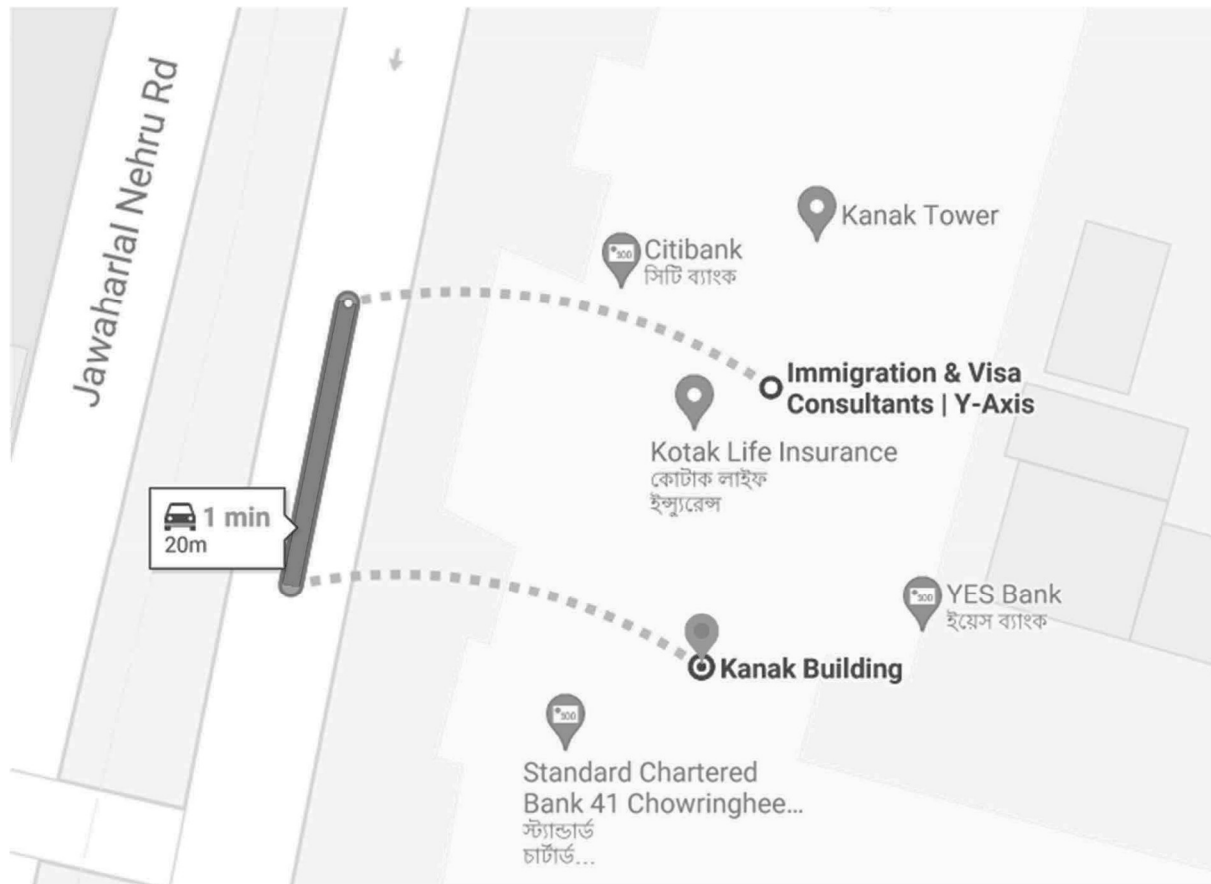 Jawaharlal Nehru Rd
Kanak Tower
Citibank
সিটি ব্যাংক
Immigration & Visa
Consultants | Y-Axis
Kotak Life Insurance
কোটাক লাইফ
ইন্স্যুরেন্স
1 min
20m
YES Bank
ইয়েস ব্যাংক
Kanak Building
Standard Chartered
Bank 41 Chowringhee...
স্ট্যান্ডার্ড
চার্টার্ড...